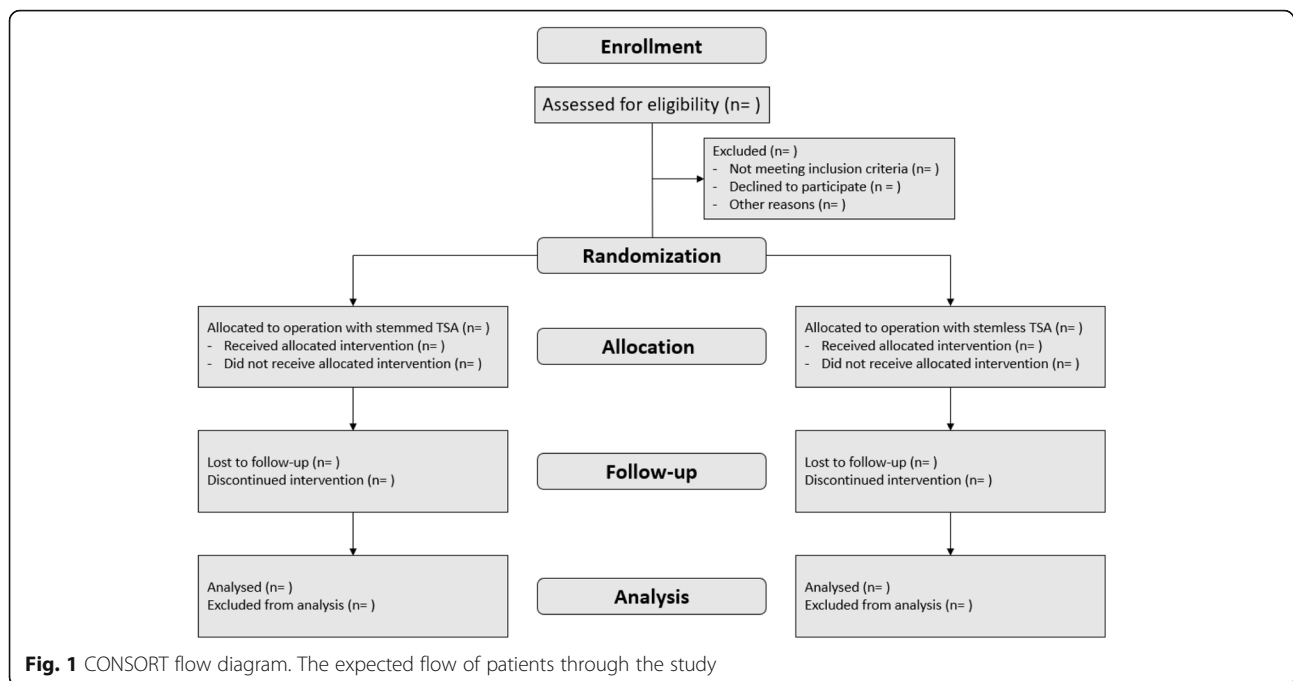 Enrollment
Assessed for eligibility (n= )
Excluded (n= )
- Not meeting inclusion criteria (n= )
- Declined to participate (n = )
- Other reasons (n= )
Randomization
Allocated to operation with stemmed TSA (n= )
- Received allocated intervention (n= )
- Did not receive allocated intervention (n= )
Allocation
Allocated to operation with stemless TSA (n= )
- Received allocated intervention (n= )
- Did not receive allocated intervention (n= )
Lost to follow-up (n= )
Discontinued intervention (n= )
Follow-up
Lost to follow-up (n= )
Discontinued intervention (n= )
Analysed (n= )
Excluded from analysis (n= )
Analysis
Analysed (n= )
Excluded from analysis (n= )
Fig. 1 CONSORT flow diagram. The expected flow of patients through the study